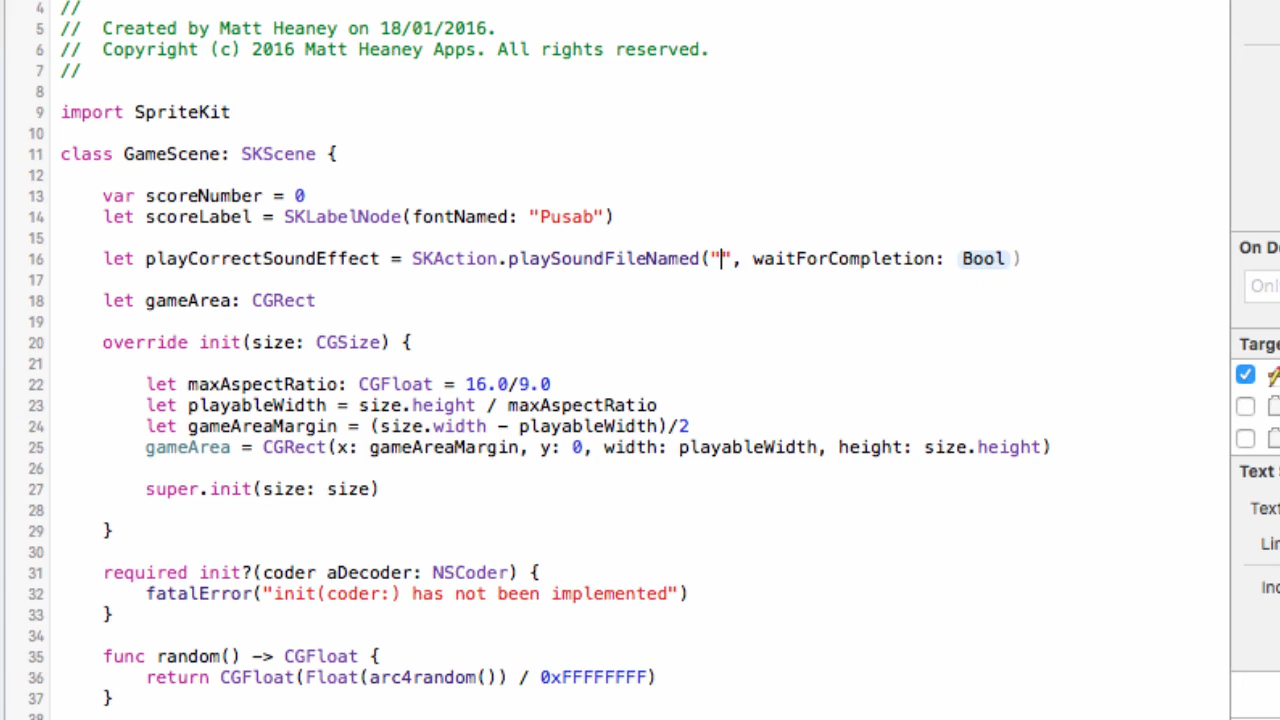 4 //
5 // Created by Matt Heaney on 18/01/2016.
6 // Copyright (c) 2016 Matt Heaney Apps. All rights reserved.
7 //
8
9 import SpriteKit
10
11 class GameScene: SKScene {
12
13 var scoreNumber = 0
14 let scoreLabel = SKLabelNode(fontNamed: "Pusab")
15
16 let playCorrectSoundEffect = SKAction.playSoundFileNamed("", waitForCompletion: Bool)
17
18 let gameArea: CGRect
19
20 override init(size: CGSize) {
21
22 let maxAspectRatio: CGFloat = 16.0/9.0
23 let playableWidth = size.height / maxAspectRatio
24 let gameAreaMargin = (size.width - playableWidth)/2
25 gameArea = CGRect(x: gameAreaMargin, y: 0, width: playableWidth, height: size.height)
26
27 super.init(size: size)
28
29 }
30
31 required init?(coder aDecoder: NSCoder) {
32 fatalError("init(coder:) has not been implemented")
33 }
34
35 func random() -> CGFloat {
36 return CGFloat(Float(arc4random()) / 0xFFFFFFFF)
37 }
38
On De
Onl
Targe
Text
Text
Lin
Ind